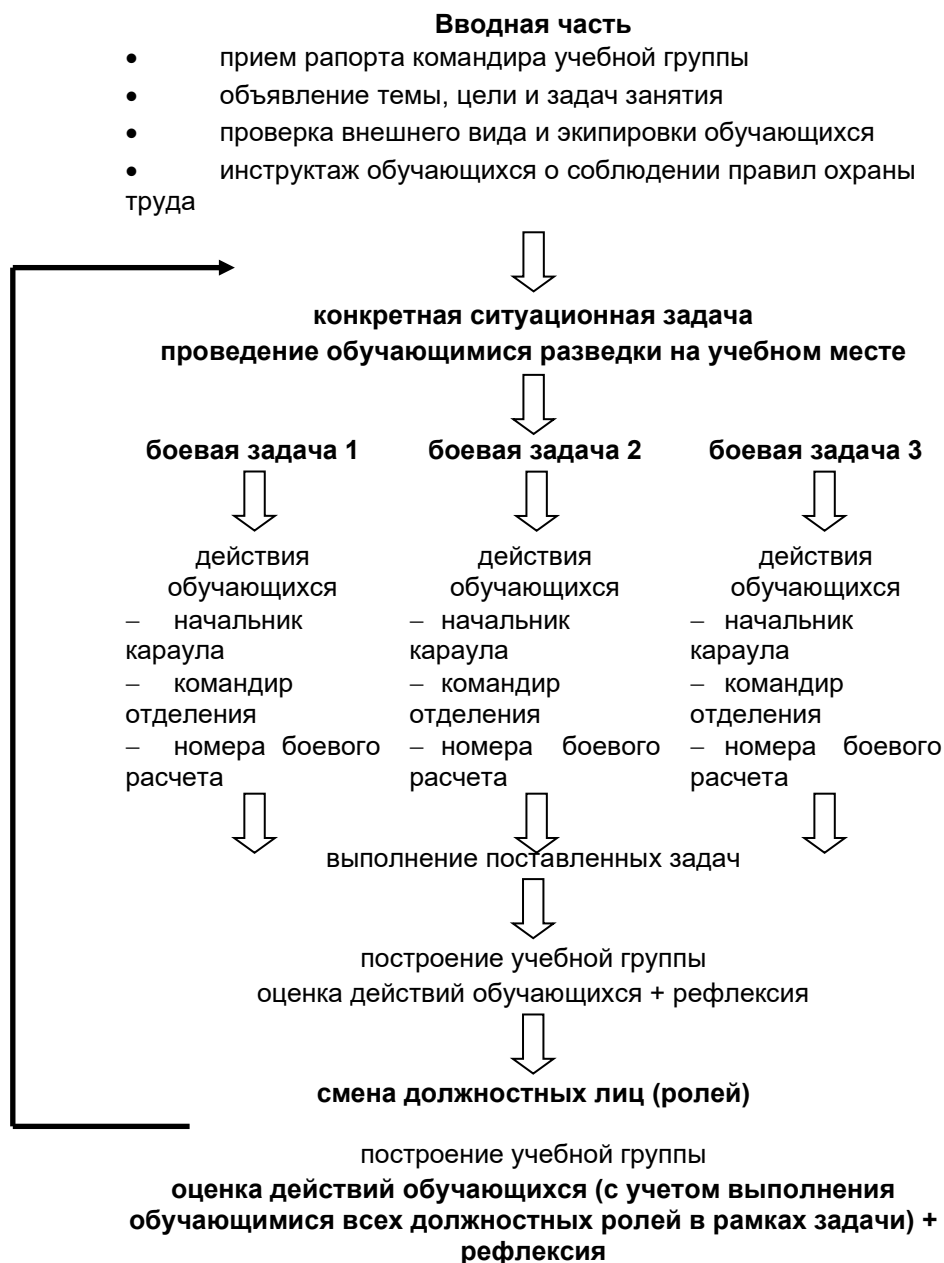 Вводная часть
• прием рапорта командира учебной группы
• объявление темы, цели и задач занятия
• проверка внешнего вида и экипировки обучающихся
• инструктаж обучающихся о соблюдении правил охраны
труда
конкретная ситуационная задача
проведение обучающимися разведки на учебном месте
боевая задача 1
боевая задача 2
боевая задача 3
действия
обучающихся
– начальник
караула
– командир
отделения
– номера боевого
расчета
действия
обучающихся
– начальник
караула
– командир
отделения
– номера боевого
расчета
действия
обучающихся
– начальник
караула
– командир
отделения
– номера боевого
расчета
выполнение поставленных задач
построение учебной группы
оценка действий обучающихся + рефлексия
смена должностных лиц (ролей)
построение учебной группы
оценка действий обучающихся (с учетом выполнения
обучающимися всех должностных ролей в рамках задачи) +
рефлексия